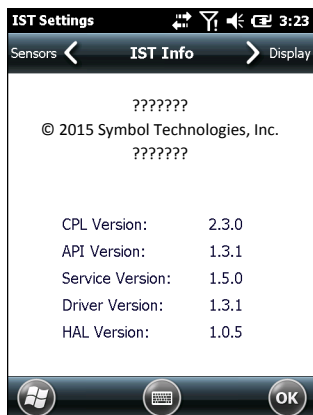 IST Settings 3:23
Sensors IST Info Display
???????
© 2015 Symbol Technologies, Inc.
???????
CPL Version: 2.3.0
API Version: 1.3.1
Service Version: 1.5.0
Driver Version: 1.3.1
HAL Version: 1.0.5
OK